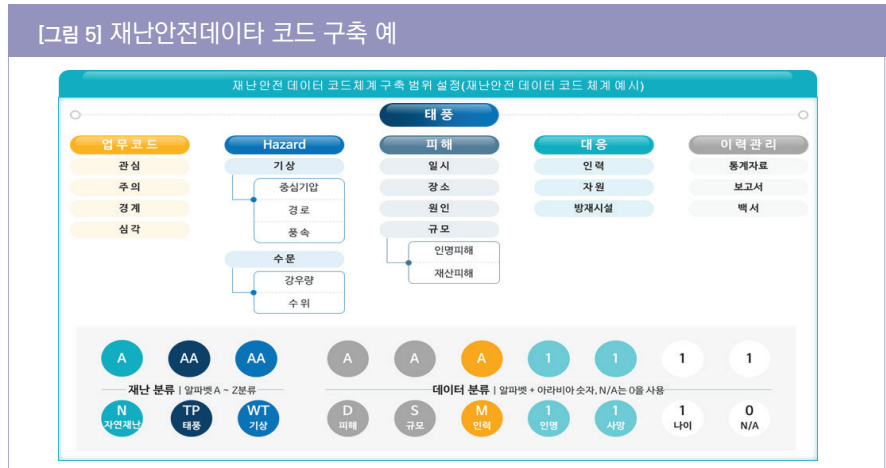 [그림 5] 재난안전데이타 코드 구축 예
재난안전 데이터 코드체계 구축 범위 설정(재난안전 데이터 코드 체계 예시)
태풍
업무코드
관심
주의
경계
심각
Hazard
기상
중심기압
경로
풍속
수문
강우량
수위
피해
일시
장소
원인
규모
인명피해
재산피해
대응
인력
자원
방재시설
이력관리
통계자료
보고서
백서
A AA AA A A A 1 1 1 1
재난 분류 | 알파벳 A ~ Z분류
데이터 분류 | 알파벳 + 아라비아 숫자, N/A는 0을 사용
N 자연재난
TP 태풍
WT 기상
D 피해
S 규모
M 인력
1 인명
1 사망
1 나이
0 N/A